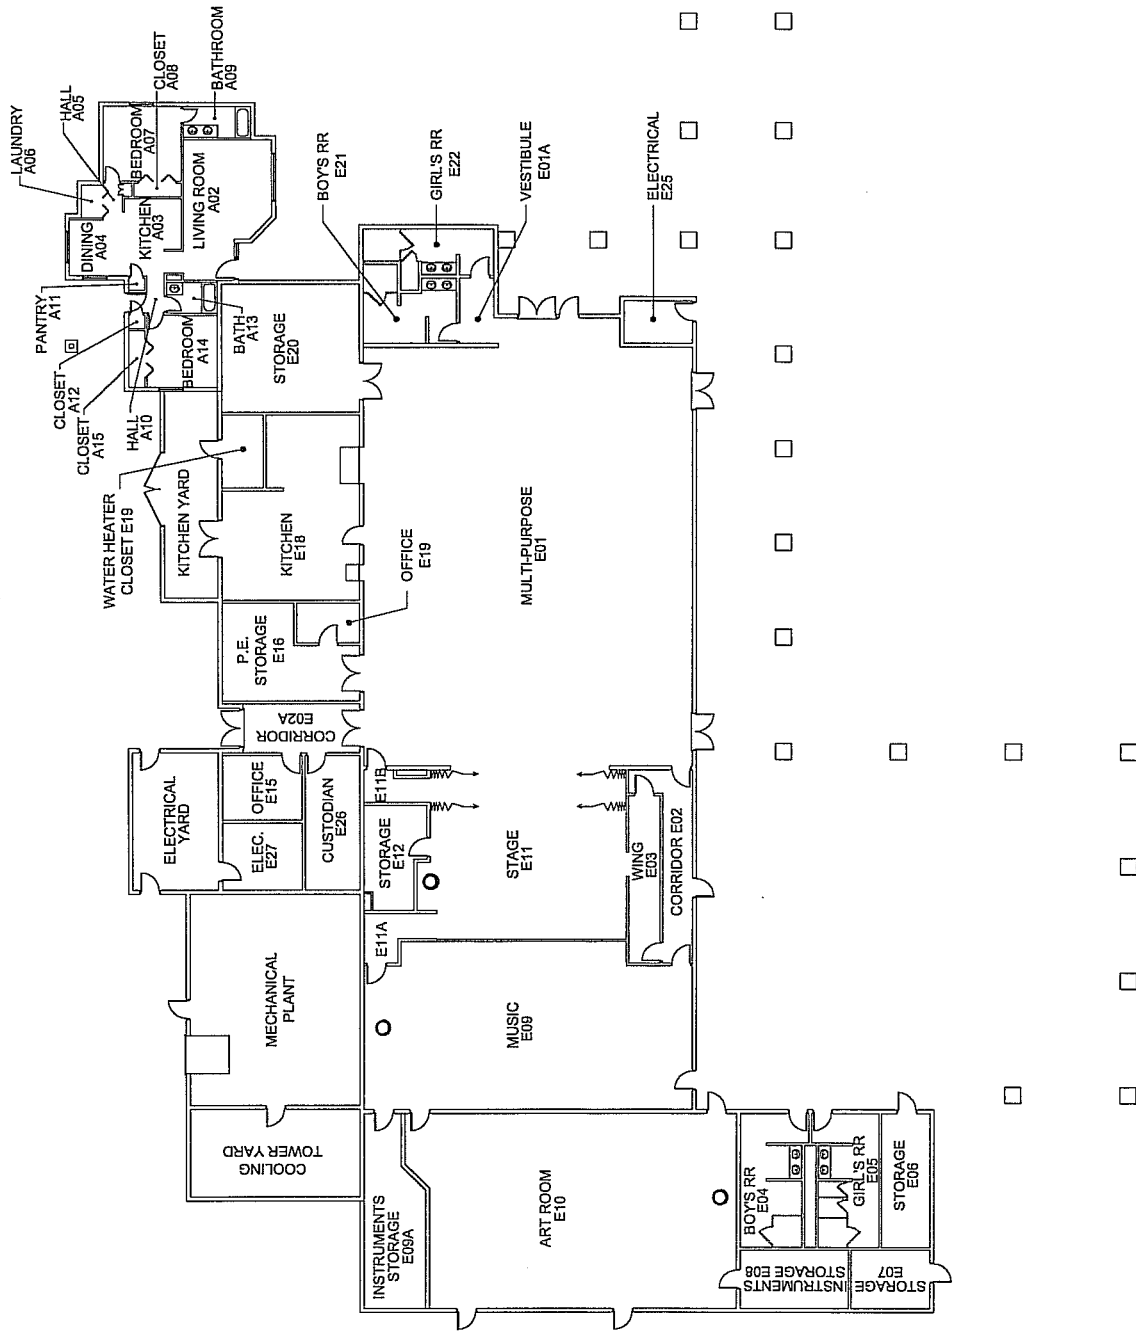 LAUNDRY
A06
HALL
A05
CLOSET
A08
BATHROOM
A09
BEDROOM
A07
DINING
A04
KITCHEN
A03
LIVING ROOM
A02
PANTRY
A11
CLOSET
A12
CLOSET
A15
HALL
A10
BEDROOM
A14
BATH
A13
STORAGE
E20
BOY'S RR
E21
GIRL'S RR
E22
VESTIBULE
E01A
ELECTRICAL
E25
WATER HEATER
CLOSET E19
KITCHEN YARD
KITCHEN
E18
OFFICE
E19
MULTI-PURPOSE
E01
P.E.
STORAGE
E16
CORRIDOR
E02A
ELECTRICAL
YARD
OFFICE
E15
ELEC.
E27
CUSTODIAN
E26
E11B
STORAGE
E12
STAGE
E11
WING
E03
CORRIDOR E02
E11A
MECHANICAL
PLANT
MUSIC
E09
COOLING
TOWER YARD
INSTRUMENTS
STORAGE
E09A
ART ROOM
E10
BOY'S RR
E04
GIRL'S RR
E05
STORAGE
E06
INSTRUMENTS
STORAGE E08
STORAGE
E07